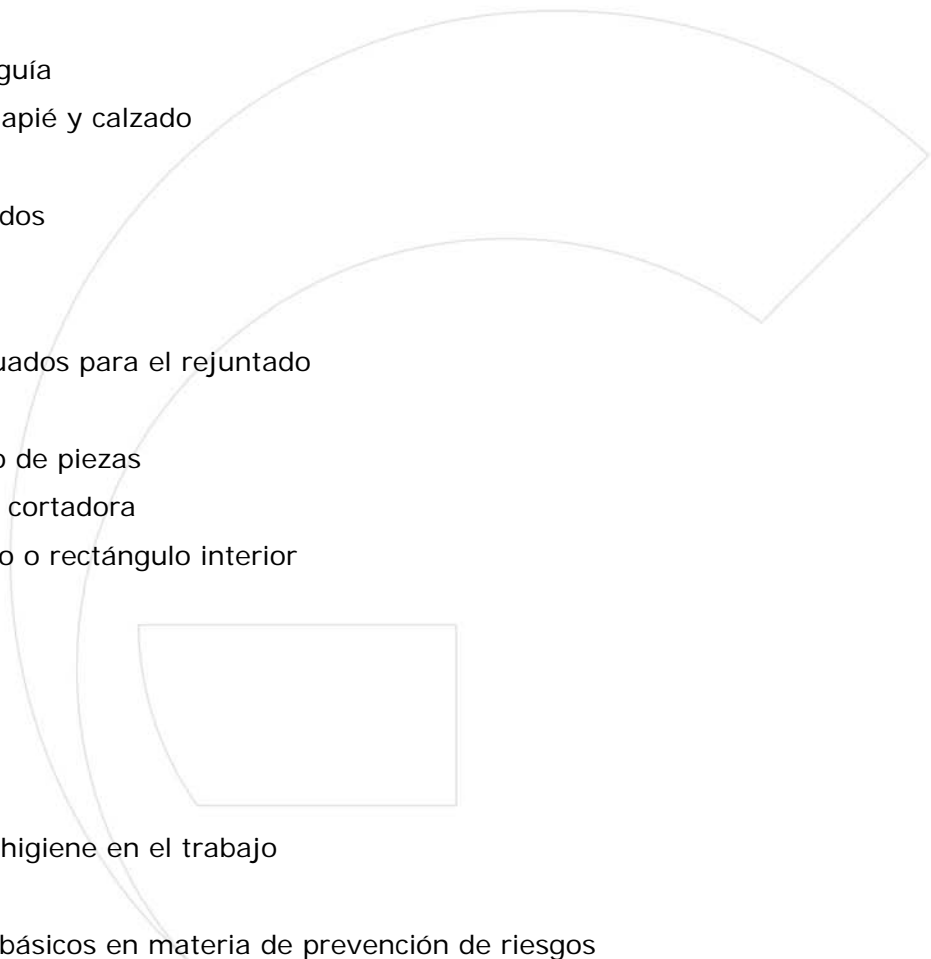 guía
apié y calzado
dos
uados para el rejuntado
o de piezas
cortadora
o o rectángulo interior
higiene en el trabajo
básicos en materia de prevención de riesgos